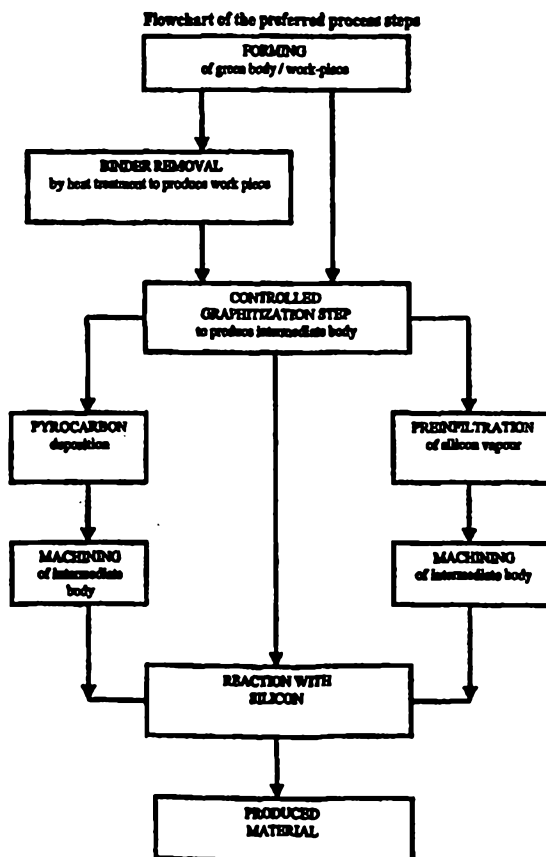 Flowchart of the preferred process steps
FORMING
of green body / work-piece
BINDER REMOVAL
by heat treatment to produce work piece
CONTROLLED
GRAPHITIZATION STEP
to produce intermediate body
PYROCARBON
deposition
PREINFILTRATION
of silicon vapour
MACHINING
of intermediate
body
MACHINING
of intermediate body
REACTION WITH
SILICON
PRODUCED
MATERIAL